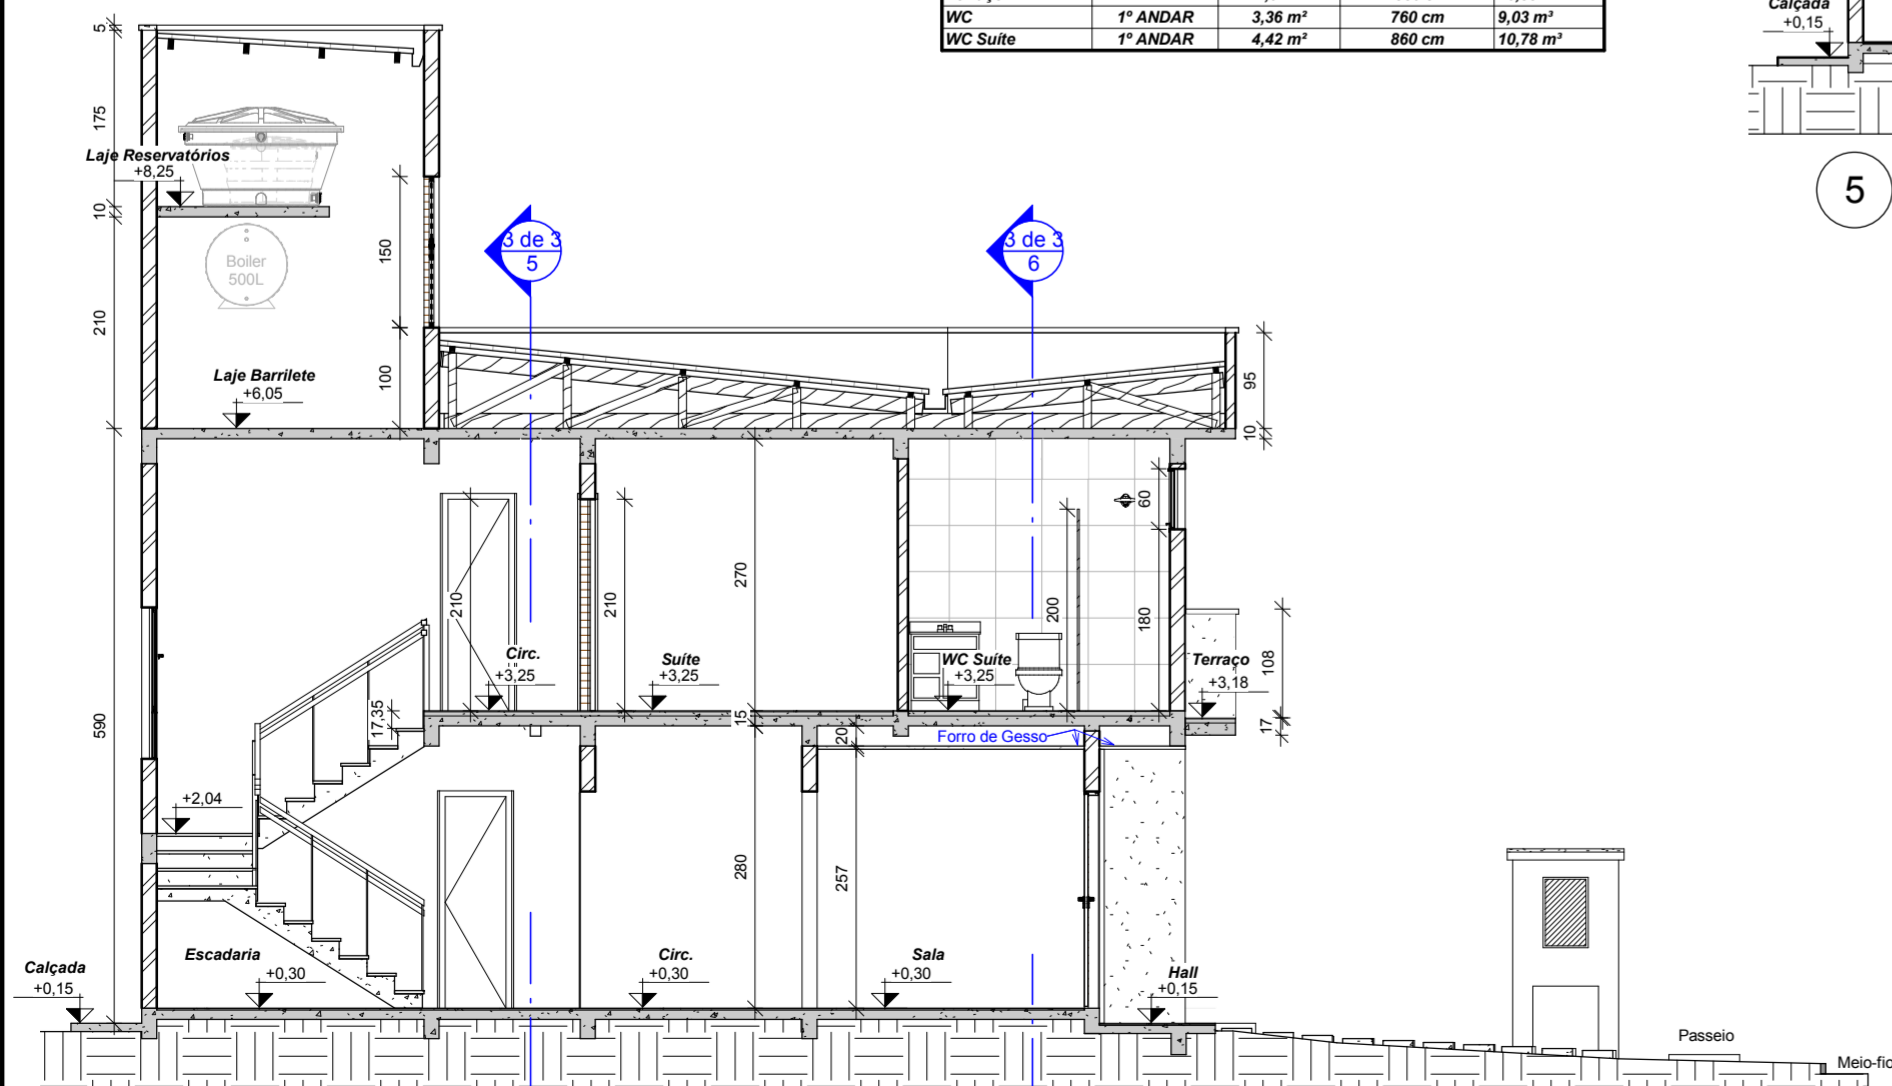 WC 1º ANDAR 3,36 m² 760 cm 9,03 m³
WC Suíte 1º ANDAR 4,42 m² 860 cm 10,78 m³
Calçada
+0,15
5
5
175
Laje Reservatórios
+8,25
10
210
Boiler
500L
150
100
3 de 3
5
3 de 3
6
Laje Barrilete
+6,05
95
10
590
210
210
270
200
60
180
Circ.
+3,25
Suíte
+3,25
WC Suíte
+3,25
Terraço
+3,18
108
17
17,35
15
20
Forro de Gesso
+2,04
280
257
Escadaria
+0,30
Circ.
+0,30
Sala
+0,30
Hall
+0,15
Calçada
+0,15
Passeio
Meio-fio